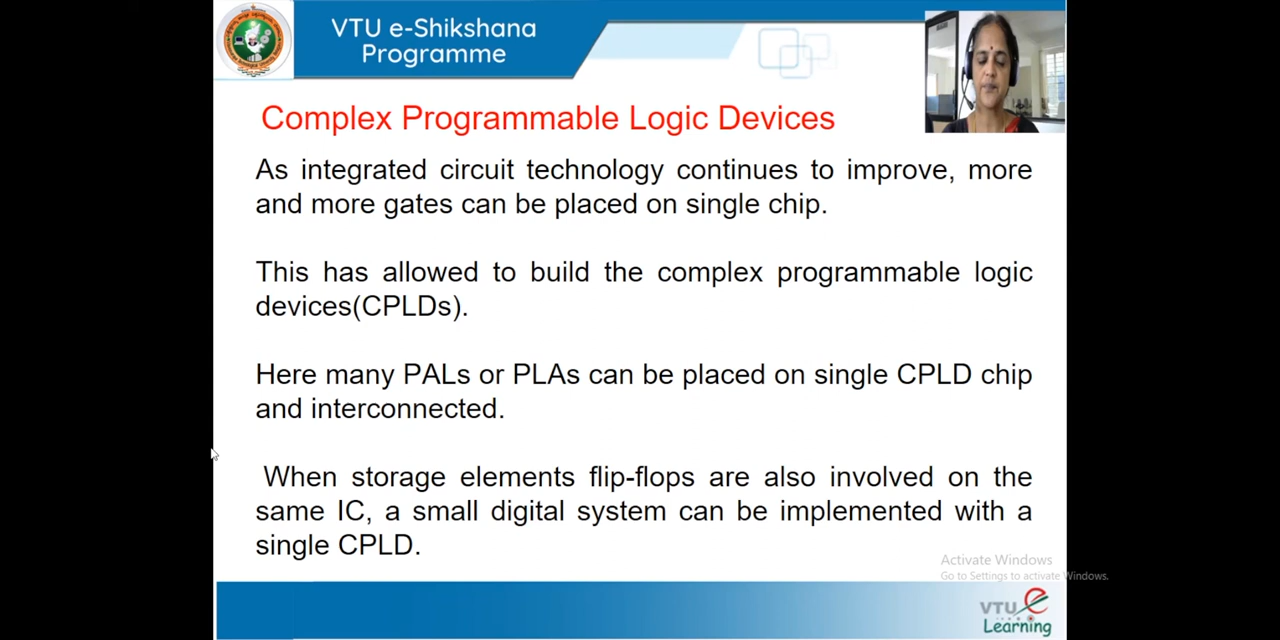 VTU e-Shikshana
Programme
Complex Programmable Logic Devices
As integrated circuit technology continues to improve, more
and more gates can be placed on single chip.
This has allowed to build the complex programmable logic
devices(CPLDs).
Here many PALs or PLAs can be placed on single CPLD chip
and interconnected.
When storage elements flip-flops are also involved on the
same IC, a small digital system can be implemented with a
single CPLD.
Activate Windows
Go to Settings to activate Windows.
VTU e
Learning